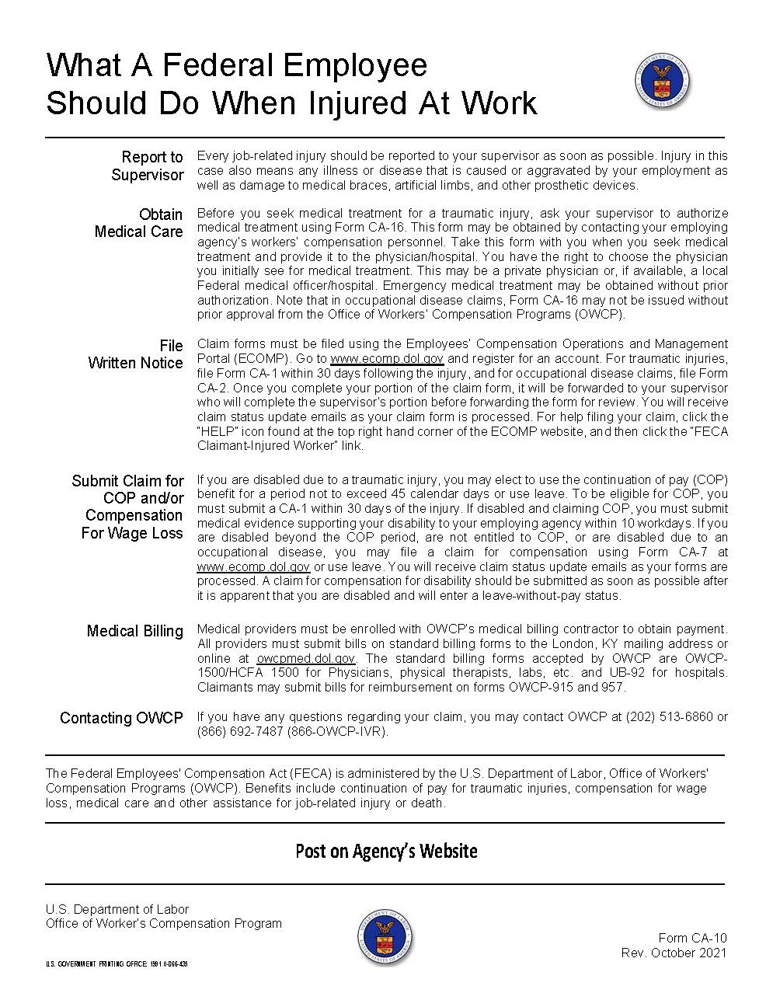 What A Federal Employee
Should Do When Injured At Work
Report to
Supervisor
Every job-related injury should be reported to your supervisor as soon as possible. Injury in this
case also means any illness or disease that is caused or aggravated by your employment as
well as damage to medical braces, artificial limbs, and other prosthetic devices.
Obtain
Medical Care
Before you seek medical treatment for a traumatic injury, ask your supervisor to authorize
medical treatment using Form CA-16. This form may be obtained by contacting your employing
agency's workers' compensation personnel. Take this form with you when you seek medical
treatment and provide it to the physician/hospital. You have the right to choose the physician
you initially see for medical treatment. This may be a private physician or, if available, a local
Federal medical officer/hospital. Emergency medical treatment may be obtained without prior
authorization. Note that in occupational disease claims, Form CA-16 may not be issued without
prior approval from the Office of Workers' Compensation Programs (OWCP).
File
Written Notice
Claim forms must be filed using the Employees' Compensation Operations and Management
Portal (ECOMP). Go to www.ecomp.dol.gov and register for an account. For traumatic injuries,
file Form CA-1 within 30 days following the injury, and for occupational disease claims, file Form
CA-2. Once you complete your portion of the claim form, it will be forwarded to your supervisor
who will complete the supervisor's portion before forwarding the form for review. You will receive
claim status update emails as your claim form is processed. For help filing your claim, click the
"HELP" icon found at the top right hand corner of the ECOMP website, and then click the "FECA
Claimant-Injured Worker" link.
Submit Claim for
COP and/or
Compensation
For Wage Loss
If you are disabled due to a traumatic injury, you may elect to use the continuation of pay (COP)
benefit for a period not to exceed 45 calendar days or use leave. To be eligible for COP, you
must submit a CA-1 within 30 days of the injury. If disabled and claiming COP, you must submit
medical evidence supporting your disability to your employing agency within 10 workdays. If you
are disabled beyond the COP period, are not entitled to COP, or are disabled due to an
occupational disease, you may file a claim for compensation using Form CA-7 at
www.ecomp.dol.gov or use leave. You will receive claim status update emails as your forms are
processed. A claim for compensation for disability should be submitted as soon as possible after
it is apparent that you are disabled and will enter a leave-without-pay status.
Medical Billing
Medical providers must be enrolled with OWCP's medical billing contractor to obtain payment.
All providers must submit bills on standard billing forms to the London, KY mailing address or
online at owcpmed.dol.gov. The standard billing forms accepted by OWCP are OWCP-
1500/HCFA 1500 for Physicians, physical therapists, labs, etc. and UB-92 for hospitals.
Claimants may submit bills for reimbursement on forms OWCP-915 and 957.
Contacting OWCP
If you have any questions regarding your claim, you may contact OWCP at (202) 513-6860 or
(866) 692-7487 (866-OWCP-IVR).
The Federal Employees' Compensation Act (FECA) is administered by the U.S. Department of Labor, Office of Workers'
Compensation Programs (OWCP). Benefits include continuation of pay for traumatic injuries, compensation for wage
loss, medical care and other assistance for job-related injury or death.
Post on Agency's Website
U.S. Department of Labor
Office of Worker's Compensation Program
Form CA-10
Rev. October 2021
U.S. GOVERNMENT PRINTING OFFICE: 1991 0-866-435